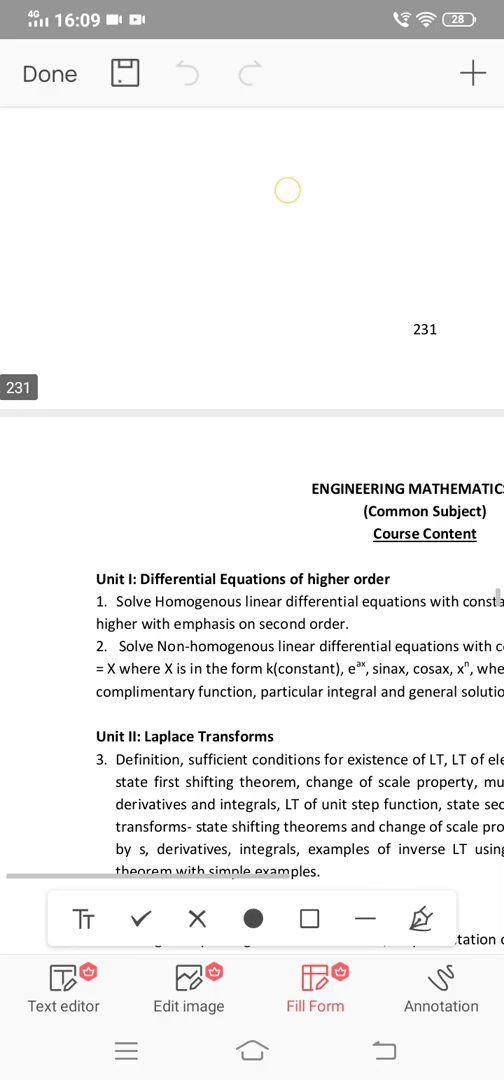 4G 16:09 28
Done
231
231
ENGINEERING MATHEMATICS
(Common Subject)
Course Content
Unit I: Differential Equations of higher order
1. Solve Homogenous linear differential equations with consta
higher with emphasis on second order.
2. Solve Non-homogenous linear differential equations with c
= X where X is in the form k(constant), eᵃˣ, sinax, cosax, xⁿ, whe
complimentary function, particular integral and general solutio
Unit II: Laplace Transforms
3. Definition, sufficient conditions for existence of LT, LT of ele
state first shifting theorem, change of scale property, mu
derivatives and integrals, LT of unit step function, state sec
transforms- state shifting theorems and change of scale pro
by s, derivatives, integrals, examples of inverse LT using
theorem with simple examples.
tation
Text editor Edit image Fill Form Annotation